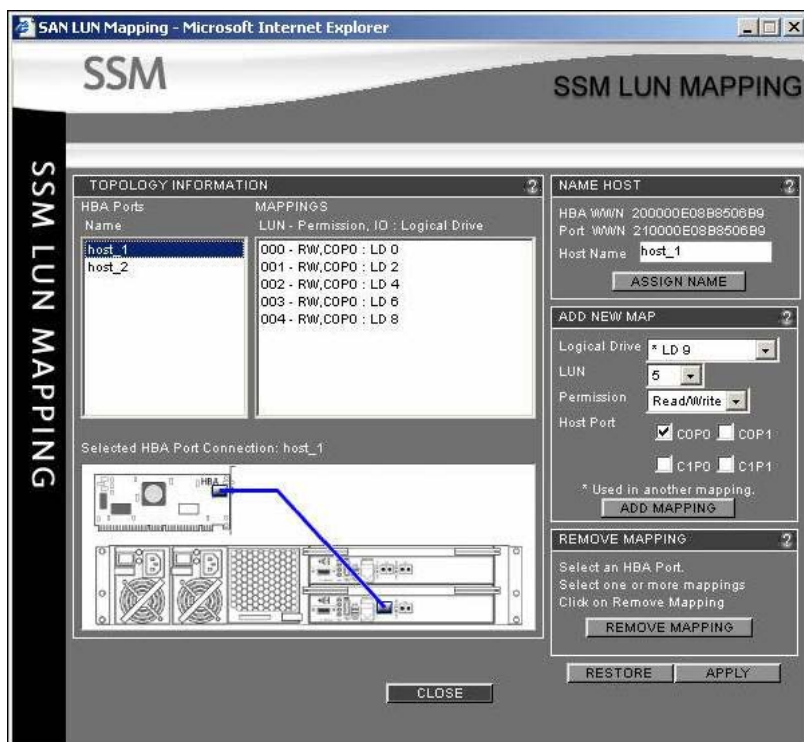 SAN LUN Mapping - Microsoft Internet Explorer
SSM
SSM LUN MAPPING
SSM LUN MAPPING
TOPOLOGY INFORMATION ?
HBA Ports
Name
host_1
host_2
MAPPINGS
LUN - Permission, IO : Logical Drive
000 - RW,C0P0 : LD 0
001 - RW,C0P0 : LD 2
002 - RW,C0P0 : LD 4
003 - RW,C0P0 : LD 6
004 - RW,C0P0 : LD 8
Selected HBA Port Connection: host_1
HBA
NAME HOST ?
HBA WWN 200000E08B8506B9
Port WWN 210000E08B8506B9
Host Name host_1
ASSIGN NAME
ADD NEW MAP ?
Logical Drive * LD 9
LUN 5
Permission Read/Write
Host Port C0P0 C0P1
C1P0 C1P1
* Used in another mapping.
ADD MAPPING
REMOVE MAPPING ?
Select an HBA Port.
Select one or more mappings
Click on Remove Mapping
REMOVE MAPPING
RESTORE APPLY
CLOSE